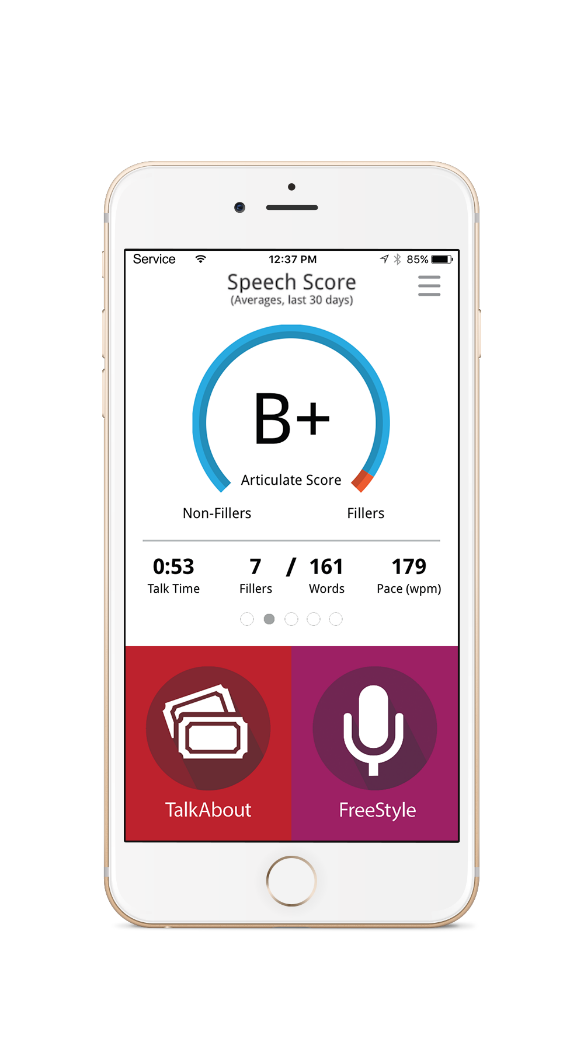 Service 12:37 PM 85%
Speech Score
(Averages, last 30 days)
B+
Articulate Score
Non-Fillers Fillers
0:53 7 / 161 179
Talk Time Fillers Words Pace (wpm)
TalkAbout FreeStyle